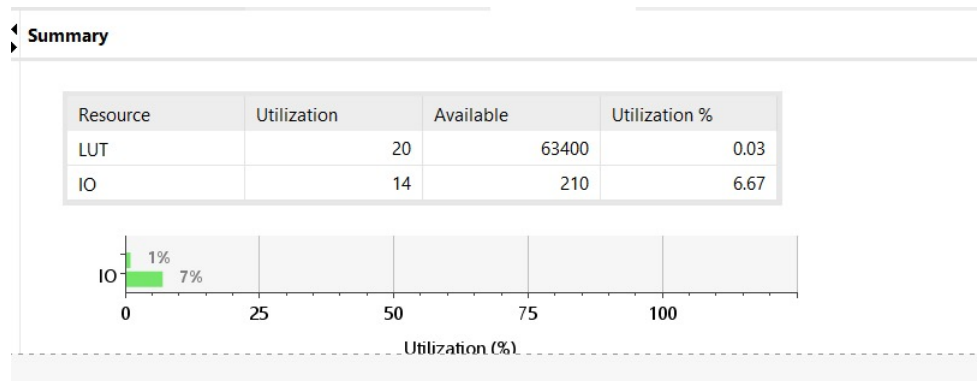 Summary
Resource Utilization Available Utilization %
LUT 20 63400 0.03
IO 14 210 6.67
1%
IO 7%
0 25 50 75 100
Utilization (%)